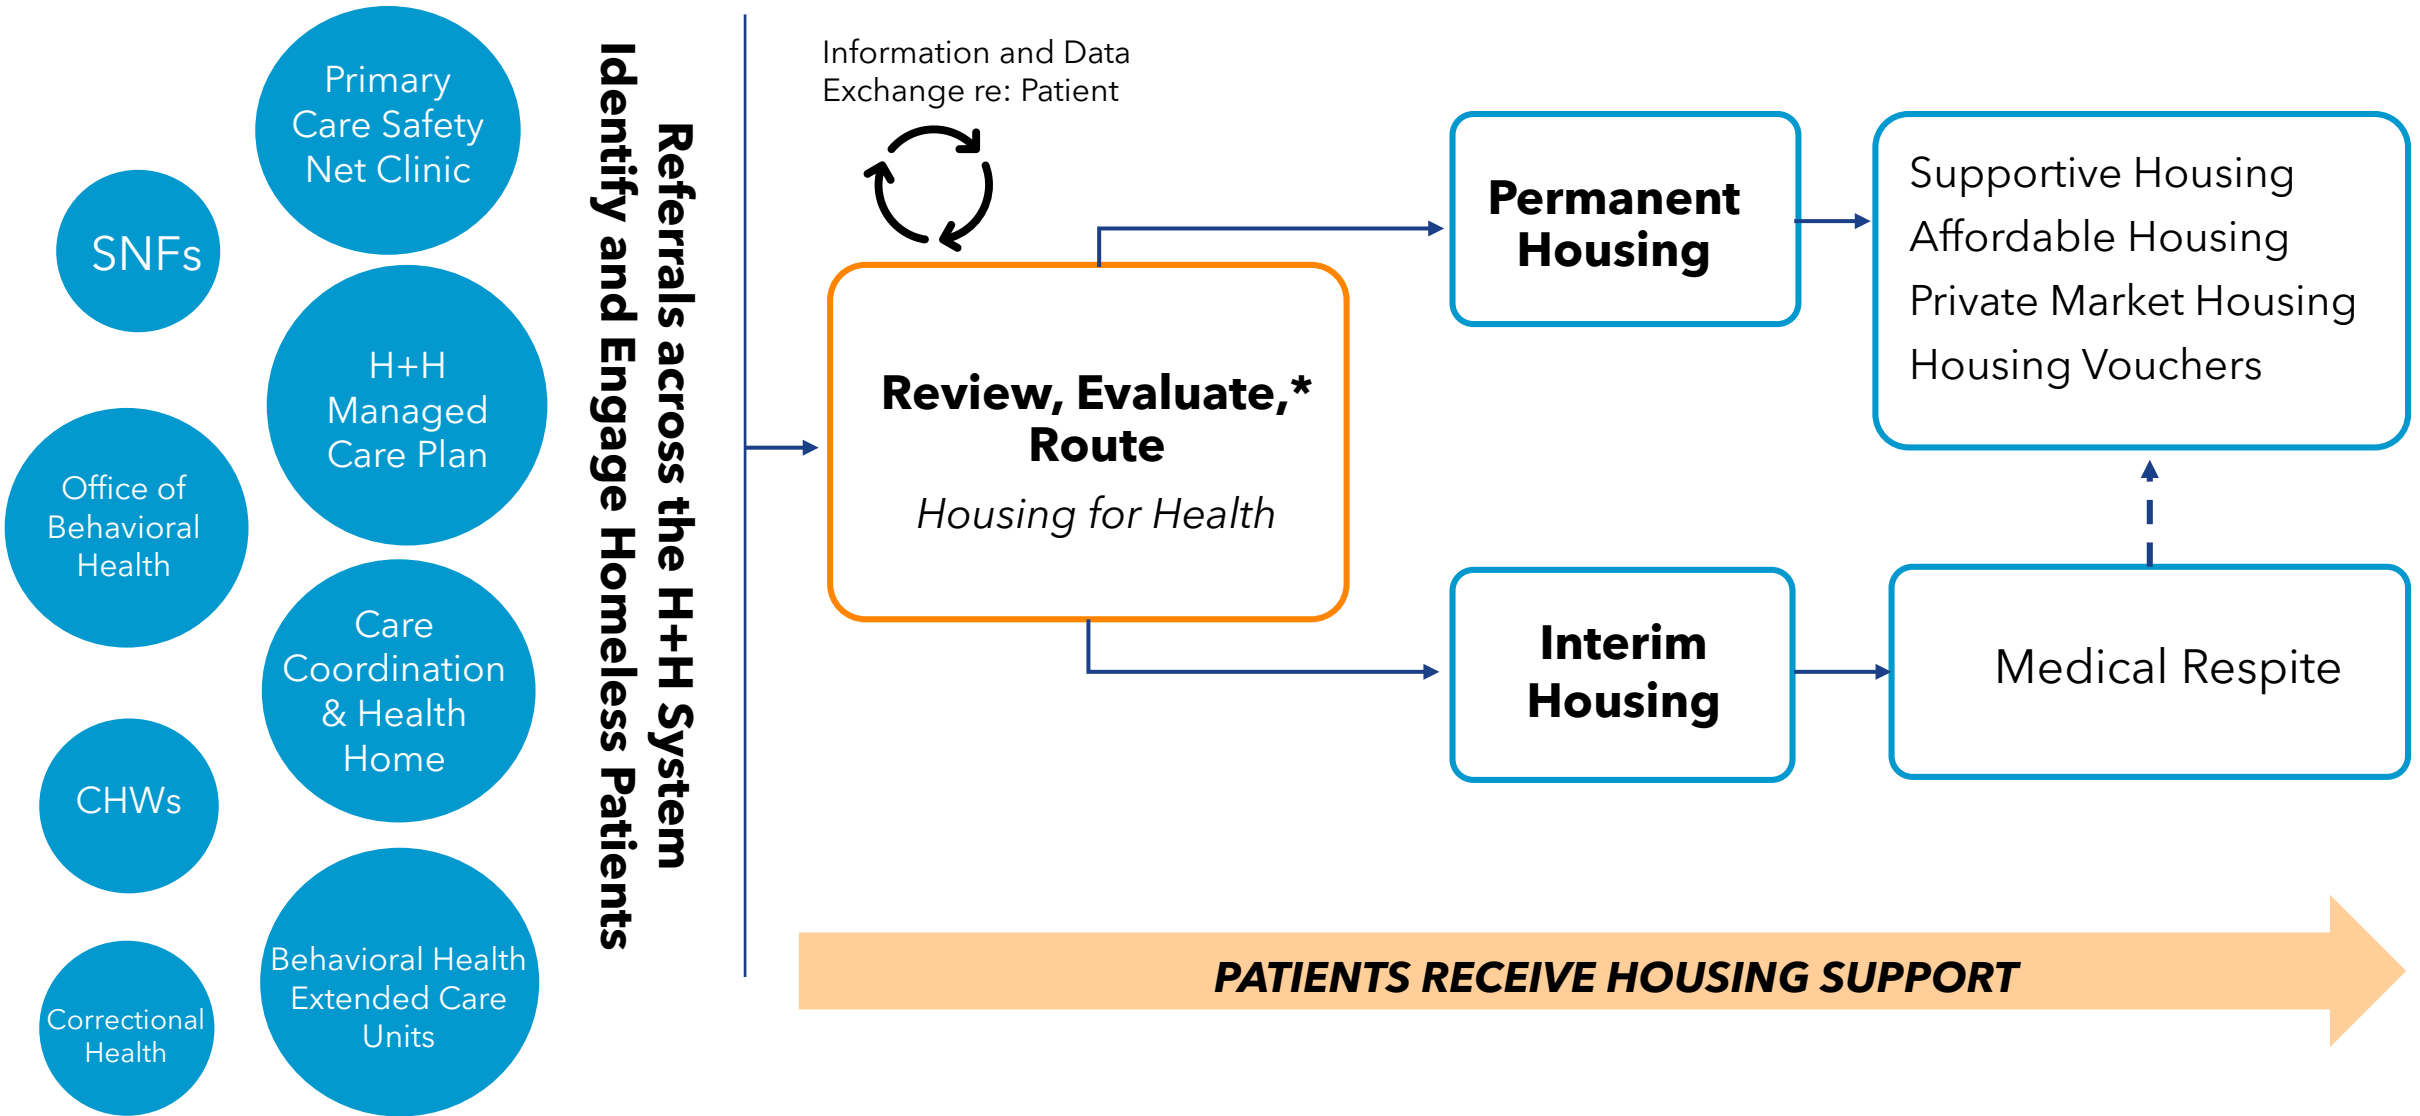 Primary
Care Safety
Net Clinic
SNFs
H+H
Managed
Care Plan
Office of
Behavioral
Health
Care
Coordination
& Health
Home
CHWs
Behavioral Health
Extended Care
Units
Correctional
Health
Referrals across the H+H System
Identify and Engage Homeless Patients
Information and Data
Exchange re: Patient
Review, Evaluate,*
Route
Housing for Health
Permanent
Housing
Supportive Housing
Affordable Housing
Private Market Housing
Housing Vouchers
Interim
Housing
Medical Respite
PATIENTS RECEIVE HOUSING SUPPORT